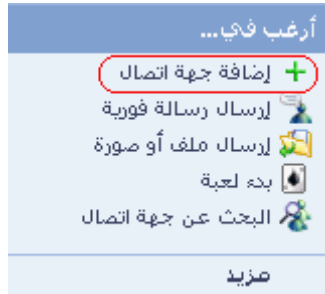 أرغب في...
إضافة جهة اتصال
إرسال رسالة فورية
إرسال ملف أو صورة
بدء لعبة
البحث عن جهة اتصال
مزيد